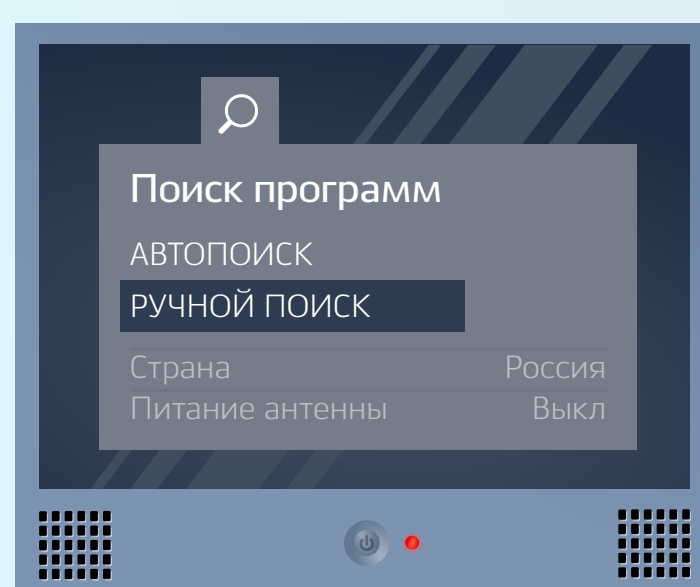 Поиск программ
АВТОПОИСК
РУЧНОЙ ПОИСК
Страна Россия
Питание антенны Выкл